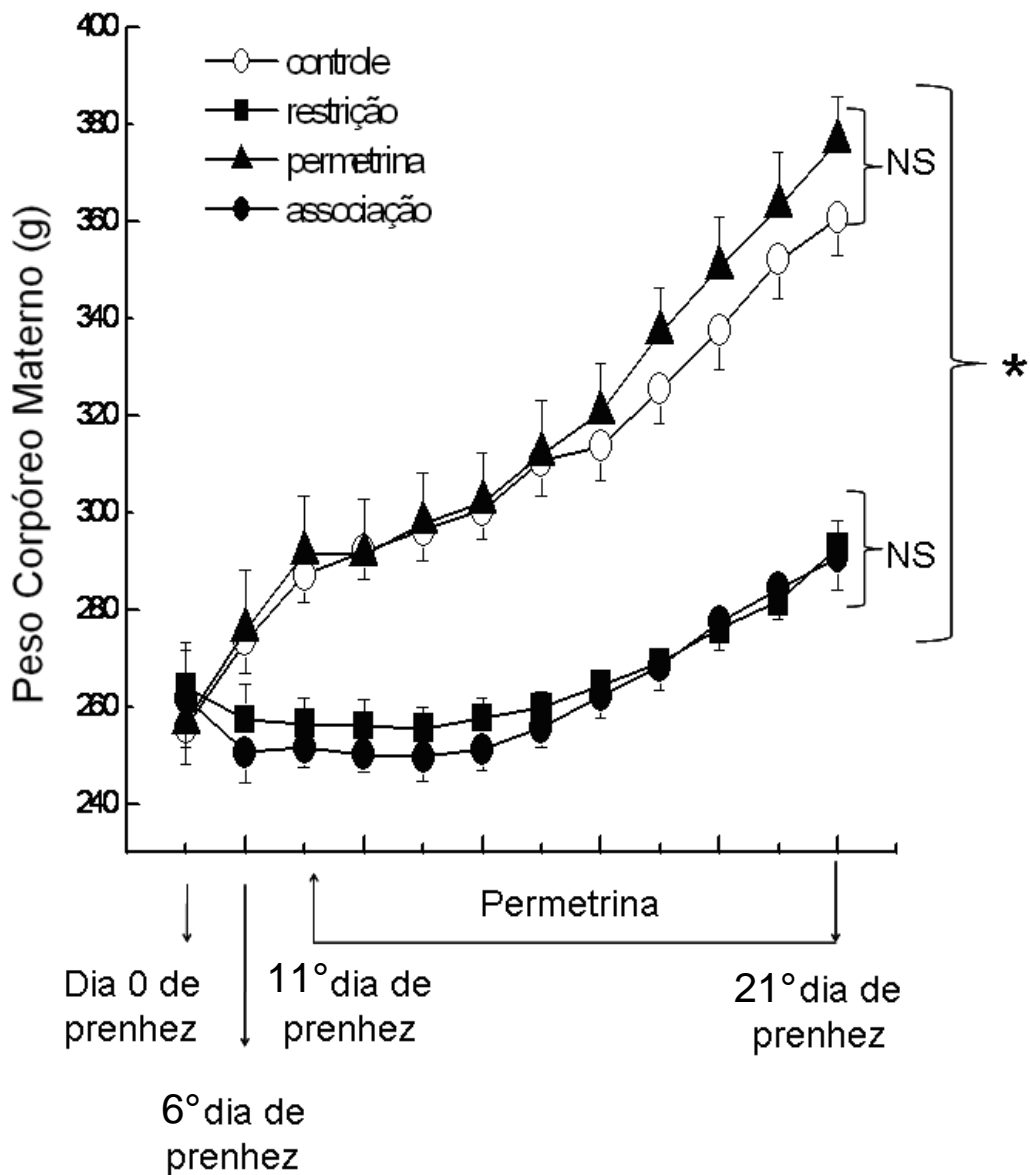 400
380
360
340
320
300
280
260
240
Peso Corpóreo Materno (g)
controle
restrição
permetrina
associação
NS
*
NS
Permetrina
Dia 0 de
prenhez
6° dia de
prenhez
11° dia de
prenhez
21° dia de
prenhez